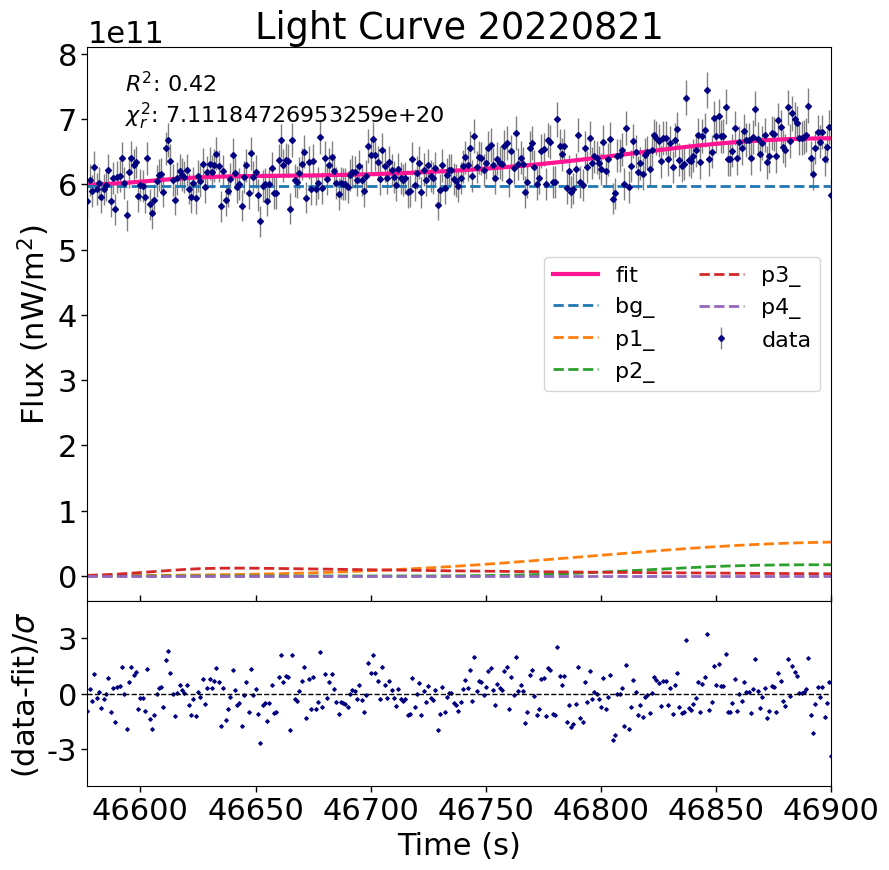 Light Curve 20220821
1e11
R²: 0.42
χ²ᵣ: 7.11184726953259e+20
8
7
6
5
4
3
2
1
0
Flux (nW/m²)
fit
bg_
p1_
p2_
p3_
p4_
data
3
0
-3
(data-fit)/σ
46600 46650 46700 46750 46800 46850 46900
Time (s)